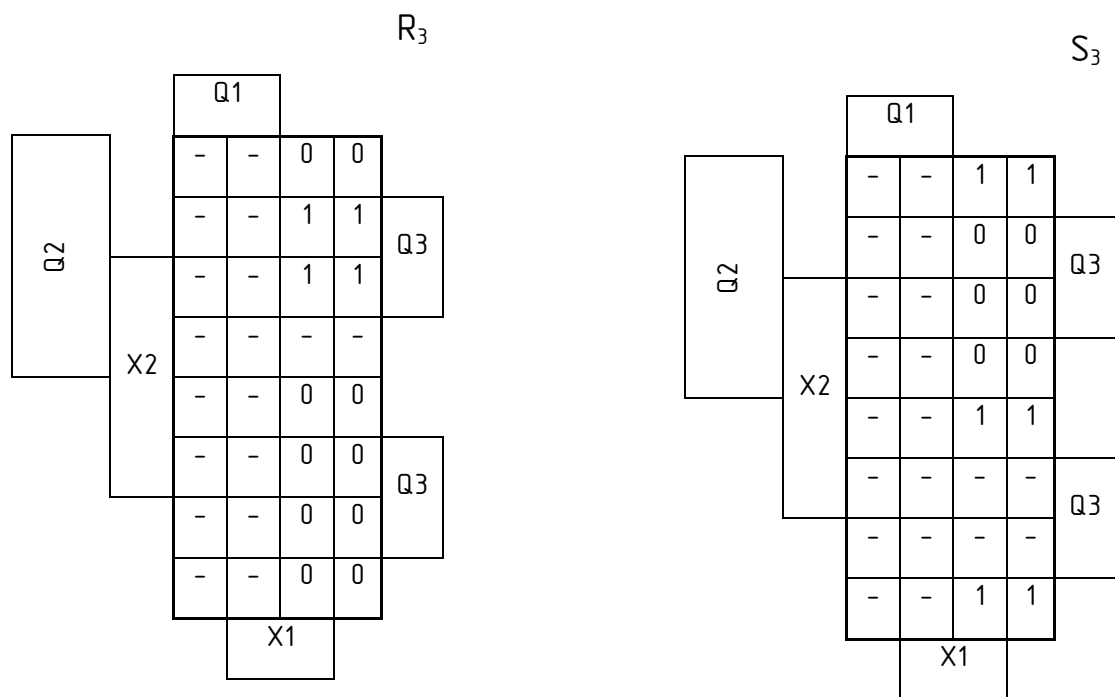 R₃
Q1
Q2
X2
- - 0 0
- - 1 1
- - 1 1
- - - -
- - 0 0
- - 0 0
- - 0 0
- - 0 0
Q3
Q3
X1
S₃
Q1
Q2
X2
- - 1 1
- - 0 0
- - 0 0
- - 0 0
- - 1 1
- - - -
- - - -
- - 1 1
Q3
Q3
X1